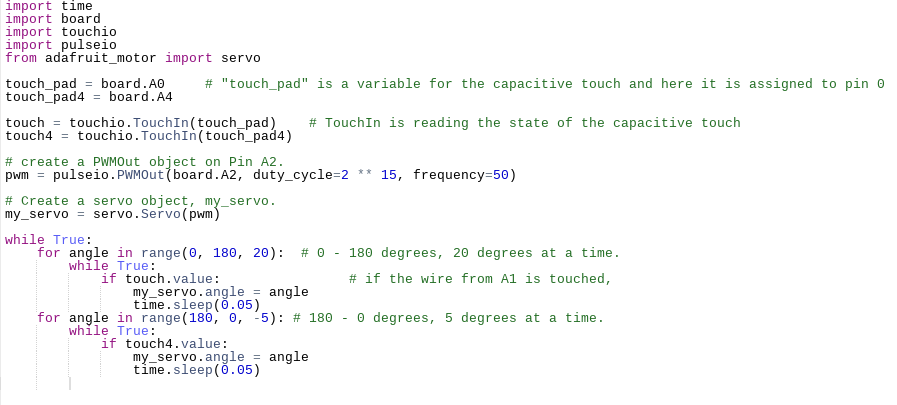 import time
import board
import touchio
import pulseio
from adafruit_motor import servo

touch_pad = board.A0     # "touch_pad" is a variable for the capacitive touch and here it is assigned to pin 0
touch_pad4 = board.A4

touch = touchio.TouchIn(touch_pad)    # TouchIn is reading the state of the capacitive touch
touch4 = touchio.TouchIn(touch_pad4)

# create a PWMOut object on Pin A2.
pwm = pulseio.PWMOut(board.A2, duty_cycle=2 ** 15, frequency=50)

# Create a servo object, my_servo.
my_servo = servo.Servo(pwm)

while True:
    for angle in range(0, 180, 20):  # 0 - 180 degrees, 20 degrees at a time.
        while True:
            if touch.value:                # if the wire from A1 is touched,
                my_servo.angle = angle
                time.sleep(0.05)
    for angle in range(180, 0, -5): # 180 - 0 degrees, 5 degrees at a time.
        while True:
            if touch4.value:
                my_servo.angle = angle
                time.sleep(0.05)